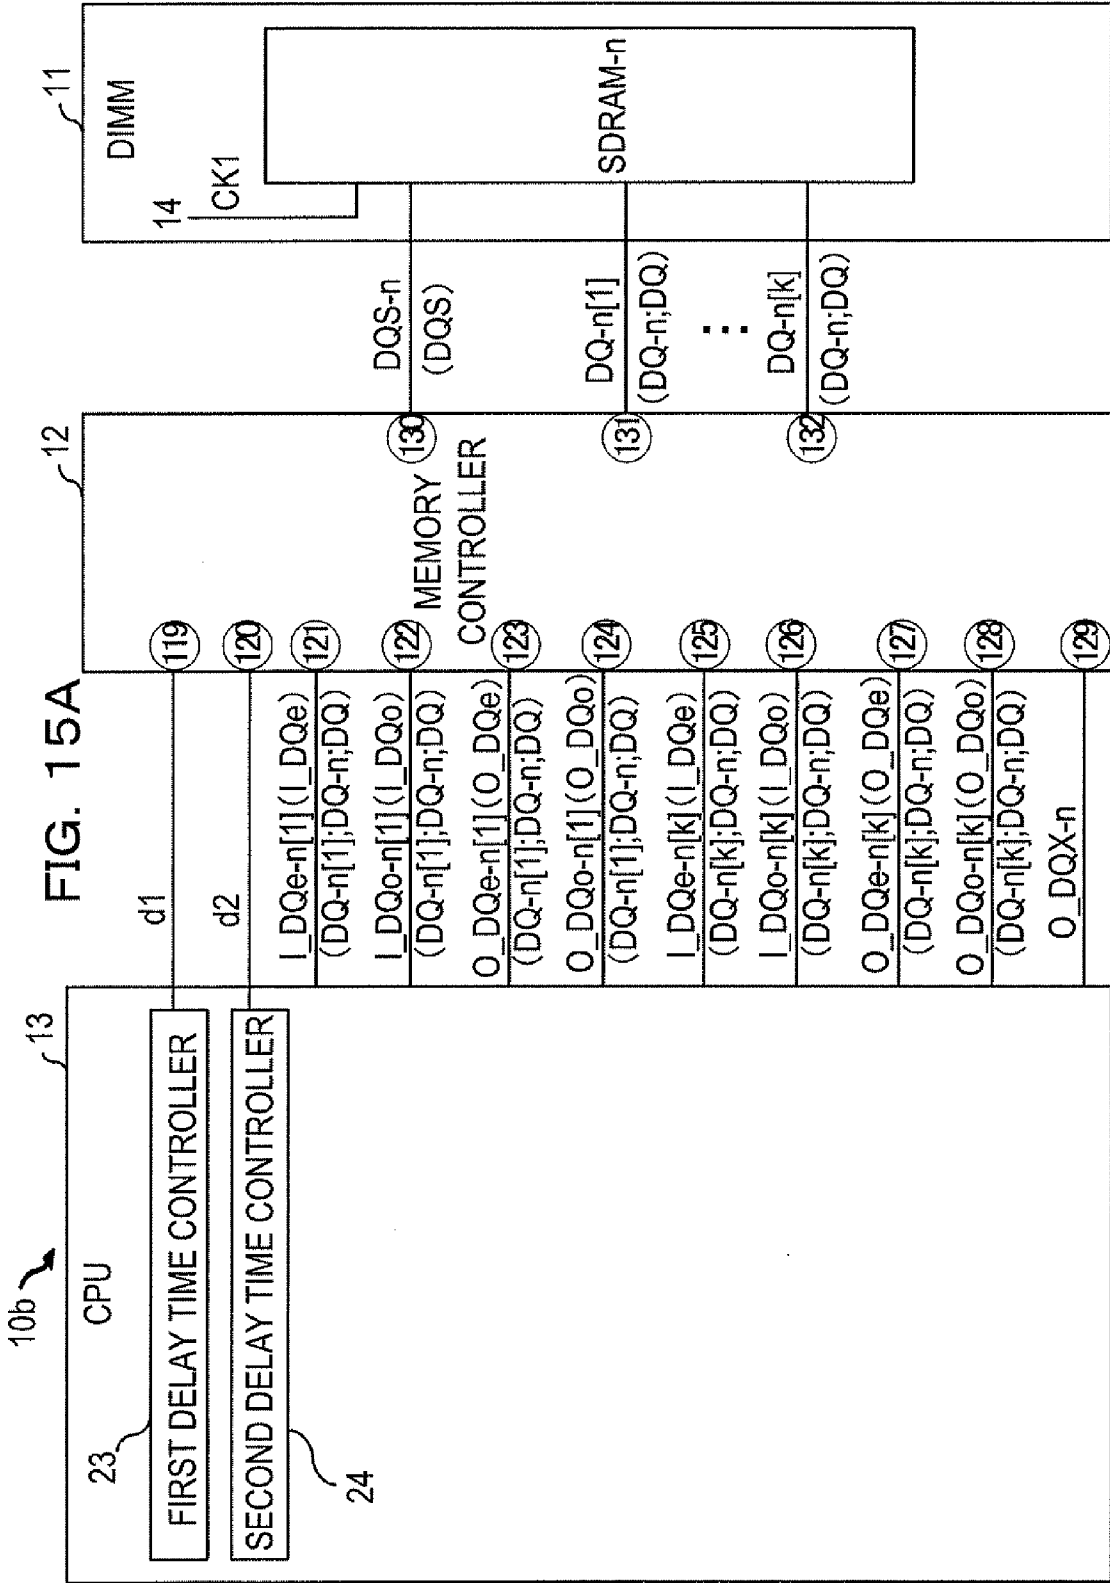 FIG. 15A
10b
13
CPU
23
FIRST DELAY TIME CONTROLLER
SECOND DELAY TIME CONTROLLER
24
d1
d2
I_DQe-n[1](I_DQe)
(DQ-n[1];DQ-n;DQ)
I_DQo-n[1](I_DQo)
(DQ-n[1];DQ-n;DQ)
O_DQe-n[1](O_DQe)
(DQ-n[1];DQ-n;DQ)
O_DQo-n[1](O_DQo)
(DQ-n[1];DQ-n;DQ)
I_DQe-n[k](I_DQe)
(DQ-n[k];DQ-n;DQ)
I_DQo-n[k](I_DQo)
(DQ-n[k];DQ-n;DQ)
O_DQe-n[k](O_DQe)
(DQ-n[k];DQ-n;DQ)
O_DQo-n[k](O_DQo)
(DQ-n[k];DQ-n;DQ)
O_DQX-n
119
120
121
122
123
124
125
126
127
128
129
12
MEMORY
CONTROLLER
130
131
132
DQS-n
(DQS)
DQ-n[1]
(DQ-n;DQ)
...
DQ-n[k]
(DQ-n;DQ)
11
DIMM
14
CK1
SDRAM-n